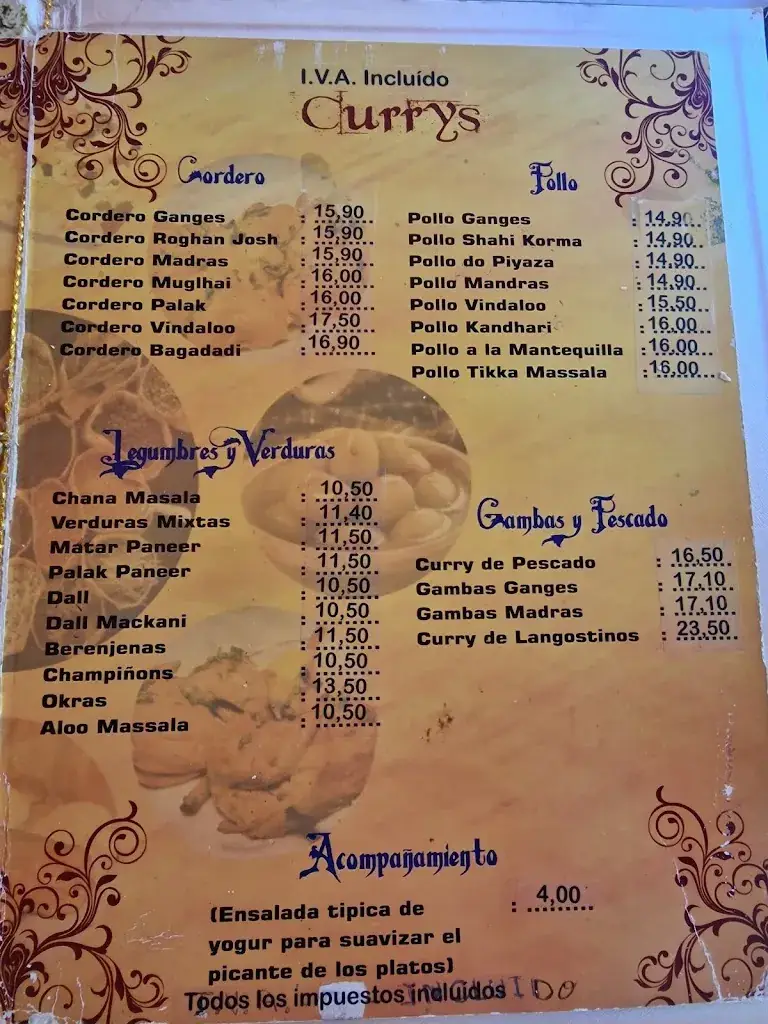 I.V.A. Incluído
Currys
Cordero
Cordero Ganges : 15,90
Cordero Roghan Josh : 15,90
Cordero Madras : 15,90
Cordero Muglhai : 16,00
Cordero Palak : 16,00
Cordero Vindaloo : 17,50
Cordero Bagadadi : 16,90
Pollo
Pollo Ganges : 14,90
Pollo Shahi Korma : 14,90
Pollo do Piyaza : 14,90
Pollo Mandras : 14,90
Pollo Vindaloo : 15,50
Pollo Kandhari : 16,00
Pollo a la Mantequilla : 16,00
Pollo Tikka Massala : 16,00
Legumbres y Verduras
Chana Masala : 10,50
Verduras Mixtas : 11,40
Matar Paneer : 11,50
Palak Paneer : 11,50
Dall : 10,50
Dall Mackani : 10,50
Berenjenas : 11,50
Champiñons : 10,50
Okras : 13,50
Aloo Massala : 10,50
Gambas y Pescado
Curry de Pescado : 16,50
Gambas Ganges : 17,10
Gambas Madras : 17,10
Curry de Langostinos : 23,50
Acompañamiento
(Ensalada tipica de : 4,00
yogur para suavizar el
picante de los platos)
Todos los impuestos incluidos